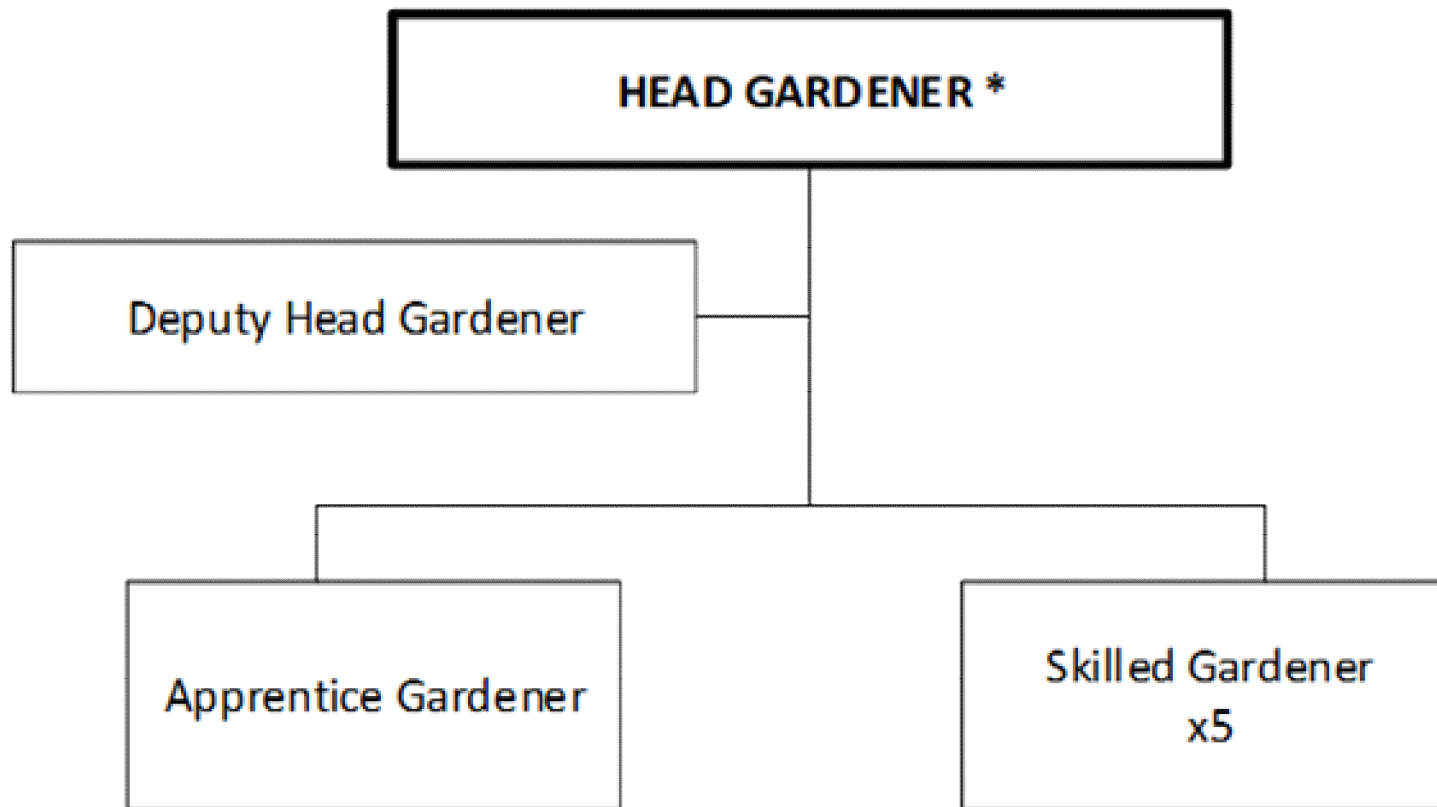 HEAD GARDENER *
Deputy Head Gardener
Apprentice Gardener
Skilled Gardener
x5